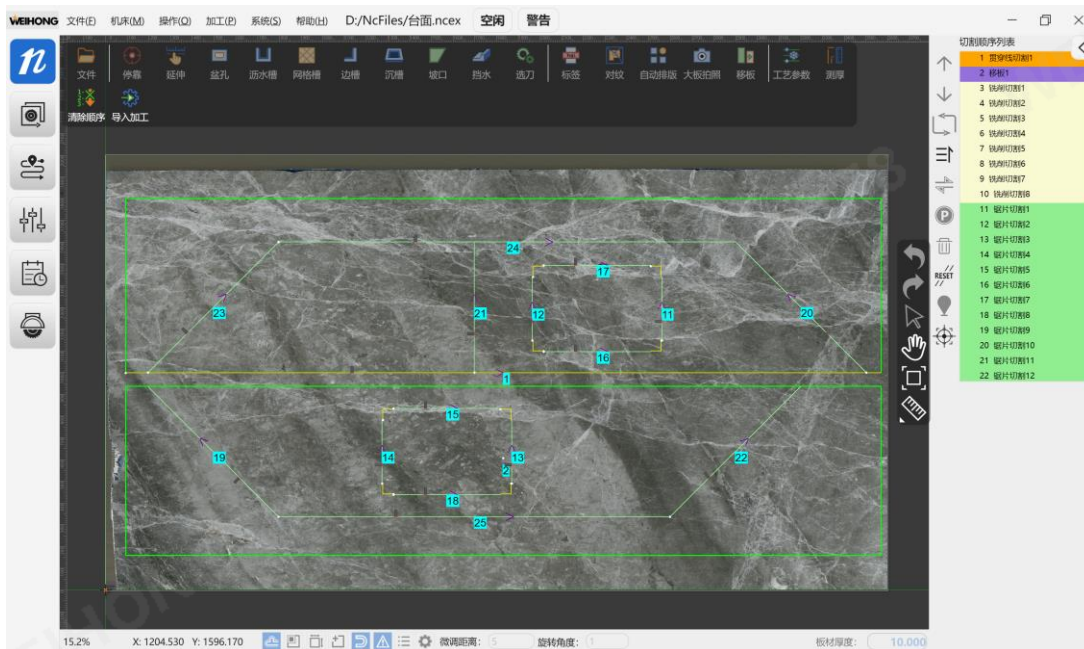 WEIHONG 文件(F) 机床(M) 操作(O) 加工(P) 系统(S) 帮助(H) D:/NcFiles/台面.ncex 空闲 警告
文件 停靠 延伸 盆孔 沥水槽 网格槽 边槽 沉槽 坡口 挡水 选刀 标签 对纹 自动排版 大板拍照 移板 工艺参数 测厚
清除顺序 导入加工
切割顺序列表
1 贯穿线切割1
2 移板1
3 铣削切割1
4 铣削切割2
5 铣削切割3
6 铣削切割4
7 铣削切割5
8 铣削切割6
9 铣削切割7
10 铣削切割8
11 锯片切割1
12 锯片切割2
13 锯片切割3
14 锯片切割4
15 锯片切割5
16 锯片切割6
17 锯片切割7
18 锯片切割8
19 锯片切割9
20 锯片切割10
21 锯片切割11
22 锯片切割12
P
RESET
24
17
23 21 12 11 20
16
1
15
19 14 13 22
2
18
25
15.2% X: 1204.530 Y: 1596.170 微调距离: 5 旋转角度: 1 板材厚度: 10.000